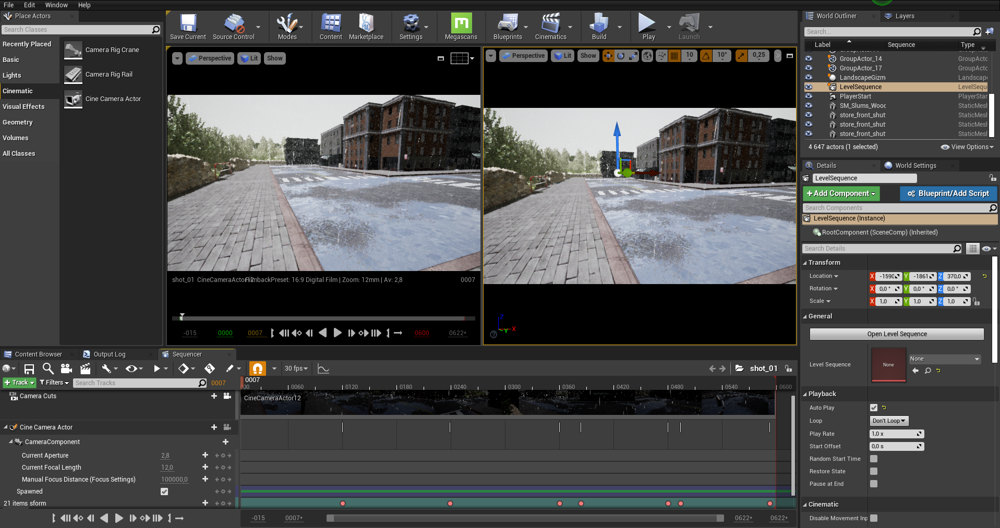 File Edit Window Help
Place Actors
Search Classes
Recently Placed
Basic
Lights
Cinematic
Visual Effects
Geometry
Volumes
All Classes
Camera Rig Crane
Camera Rig Rail
Cine Camera Actor
Save Current Source Control Modes Content Marketplace Settings Megascans Blueprints Cinematics Build Play Launch
Perspective Lit Show
shot_01 CineCameraActor
backPreset: 16:9 Digital Film | Zoom: 12mm | Av: 2,8 0007
-015 0000 0007 0600 0622*
Perspective Lit Show 10 10° 0,25
Z
Y X
World Outliner Layers
Search...
Label Sequence Type
GroupActor_14 GroupActo
GroupActor_17 GroupActo
LandscapeGizm Landscape
LevelSequence LevelSequ
PlayerStart PlayerStar
SM_Slums_Wood StaticMesh
store_front_shut StaticMesh
store_front_shut StaticMesh
store_front_shut StaticMesh
4 647 actors (1 selected) View Options
Details World Settings
LevelSequence
+Add Component Blueprint/Add Script
Search Components
LevelSequence (Instance)
RootComponent (SceneComp) (Inherited)
Search Details
Transform
Location X -1590 Y -1861 Z 370,0
Rotation X 0,0 ° Y 0,0 ° Z 0,0 °
Scale X 1,0 Y 1,0 Z 1,0
General
Open Level Sequence
Level Sequence None None
Playback
Auto Play
Loop Don't Loop
Play Rate 1,0 x
Start Offset 0,0 s
Random Start Time
Restore State
Pause at End
Cinematic
Disable Movement Inp
Content Browser Output Log Sequencer
30 fps shot_01
+ Track Filters Search Tracks 0007
0007
00 0060 0120 0180 0240 0300 0360 0420 0480 0540 0600
Camera Cuts
CineCameraActor12
Cine Camera Actor
CameraComponent
Current Aperture 2,8
Current Focal Length 12,0
Manual Focus Distance (Focus Settings) 100000,0
Spawned
21 items sform
-015 0007* 0622* 0622*